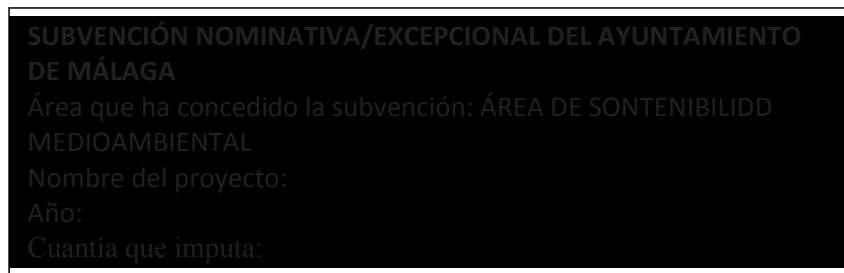 SUBVENCIÓN NOMINATIVA/EXCEPCIONAL DEL AYUNTAMIENTO
DE MÁLAGA
Área que ha concedido la subvención: ÁREA DE SONTENIBILIDD
MEDIOAMBIENTAL
Nombre del proyecto:
Año:
Cuantía que imputa: